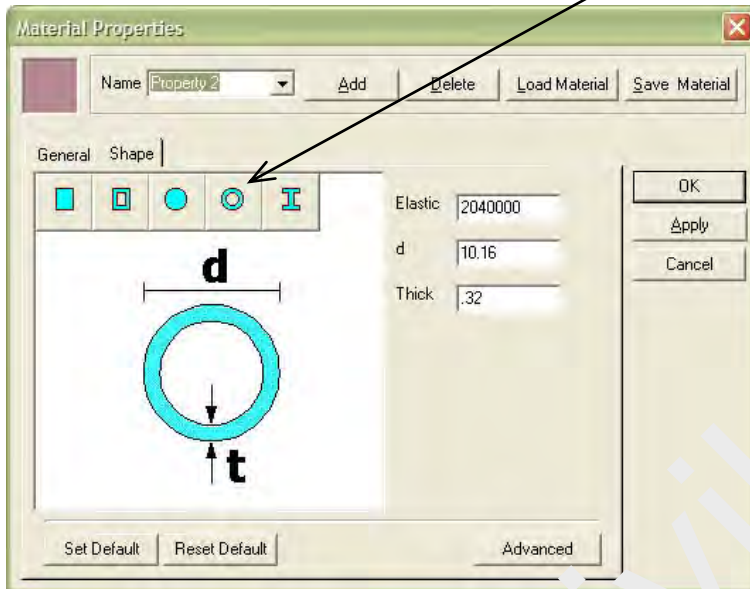 Material Properties
Name Property 2 Add Delete Load Material Save Material
General Shape
Elastic 2040000
d 10.16
Thick .32
OK
Apply
Cancel
d
t
Set Default Reset Default Advanced